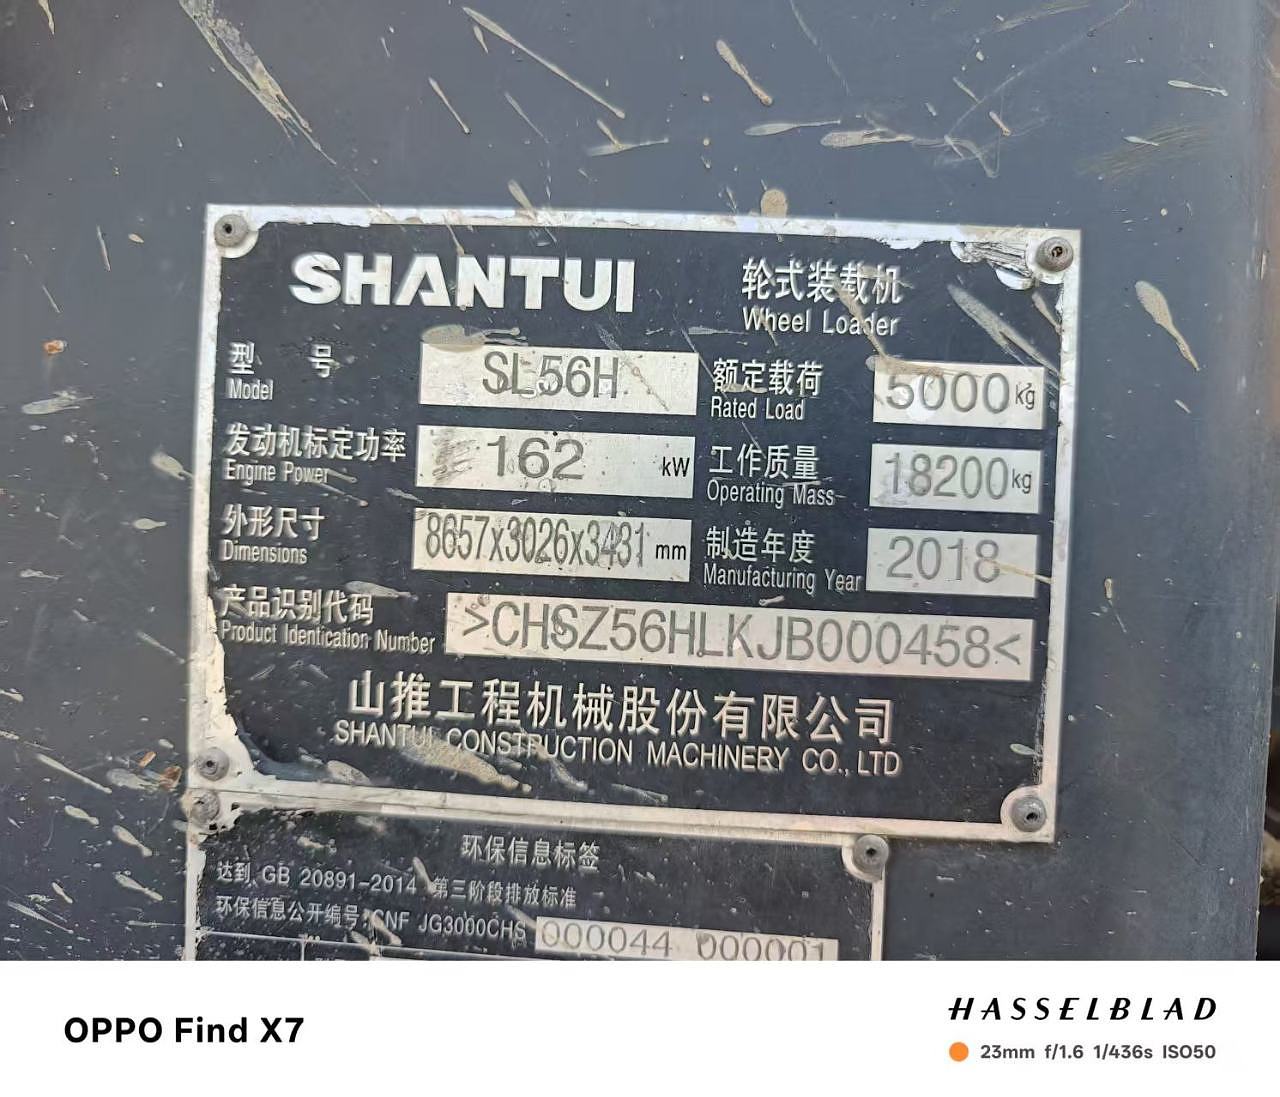 SHANTUI
轮式装载机
Wheel Loader
型 号 SL56H 额定载荷 5000kg
Model Rated Load
发动机标定功率 162 kW 工作质量 18200kg
Engine Power Operating Mass
外形尺寸 8657x3026x3431 mm 制造年度 2018
Dimensions Manufacturing Year
产品识别代码 >CHSZ56HLKJB000458<
Product Identication Number
山推工程机械股份有限公司
SHANTUI CONSTRUCTION MACHINERY CO., LTD
环保信息标签
达到 GB 20891-2014 第三阶段排放标准
环保信息公开编号:CNF JG3000CHS 000044 000001
OPPO Find X7
HASSELBLAD
23mm f/1.6 1/436s ISO50